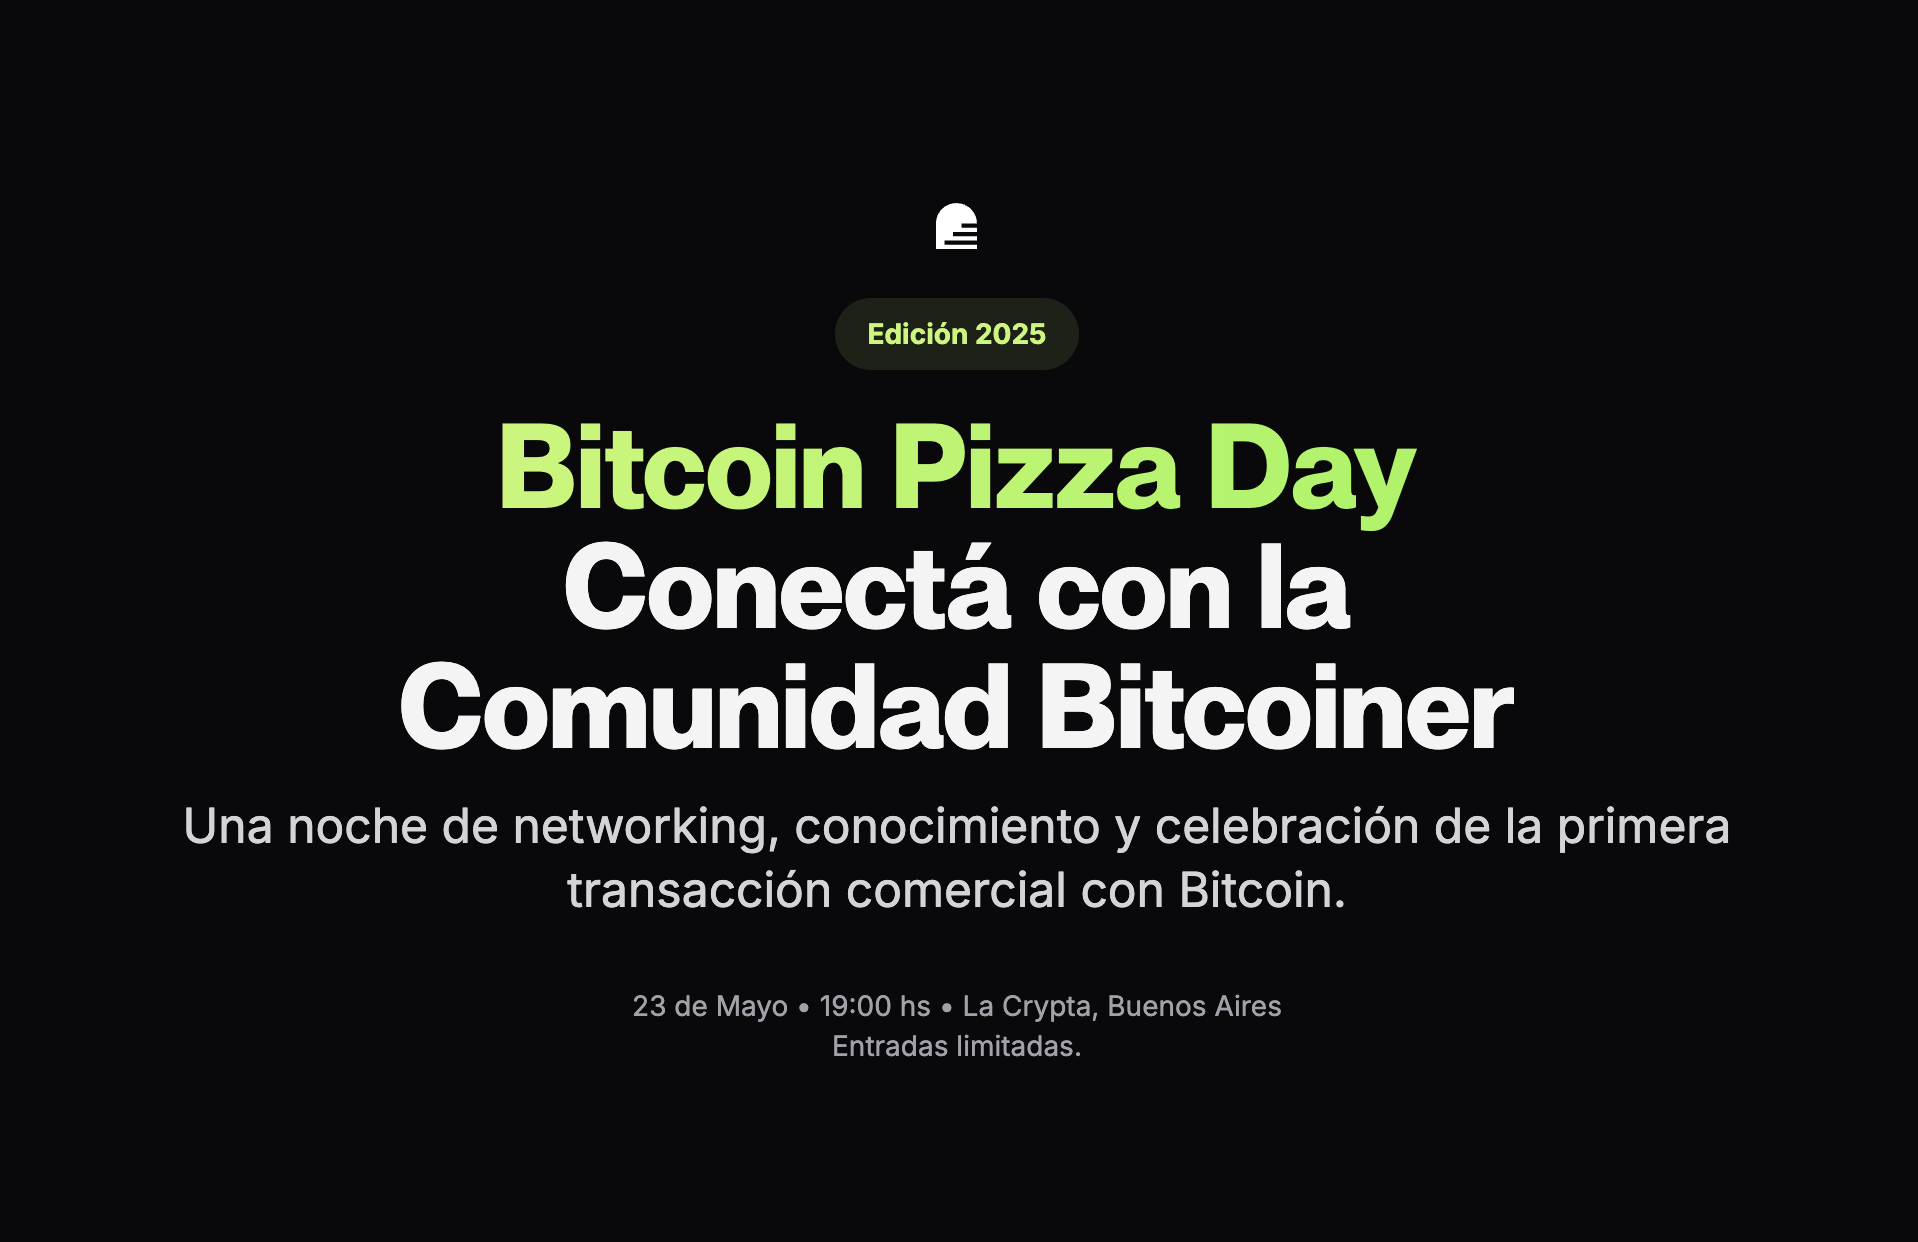 Edición 2025
Bitcoin Pizza Day
Conectá con la
Comunidad Bitcoiner
Una noche de networking, conocimiento y celebración de la primera
transacción comercial con Bitcoin.
23 de Mayo • 19:00 hs • La Crypta, Buenos Aires
Entradas limitadas.